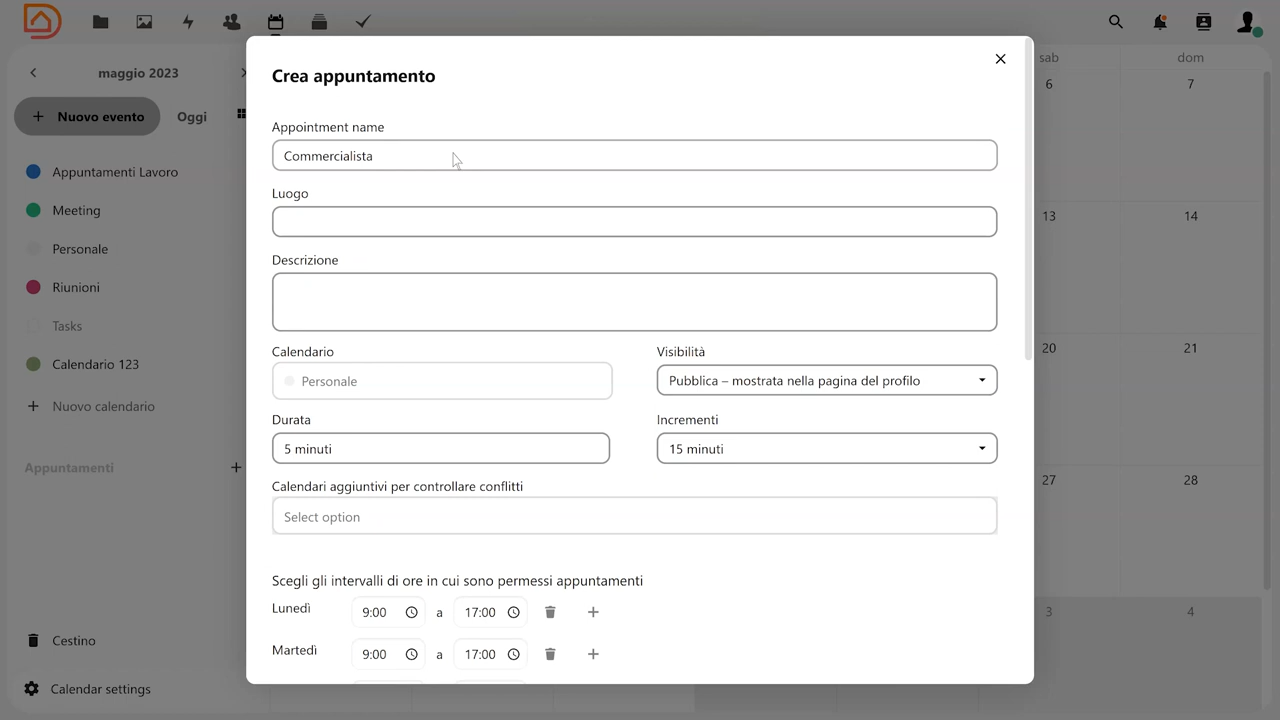 maggio 2023
Nuovo evento
Oggi
Appuntamenti Lavoro
Meeting
Personale
Riunioni
Tasks
Calendario 123
Nuovo calendario
Appuntamenti
Cestino
Calendar settings
Crea appuntamento
Appointment name
Commercialista
Luogo
Descrizione
Calendario
Visibilità
Personale
Pubblica – mostrata nella pagina del profilo
Durata
Incrementi
5 minuti
15 minuti
Calendari aggiuntivi per controllare conflitti
Select option
Scegli gli intervalli di ore in cui sono permessi appuntamenti
Lunedì 9:00 a 17:00
Martedì 9:00 a 17:00
sab dom
6 7
13 14
20 21
27 28
3 4